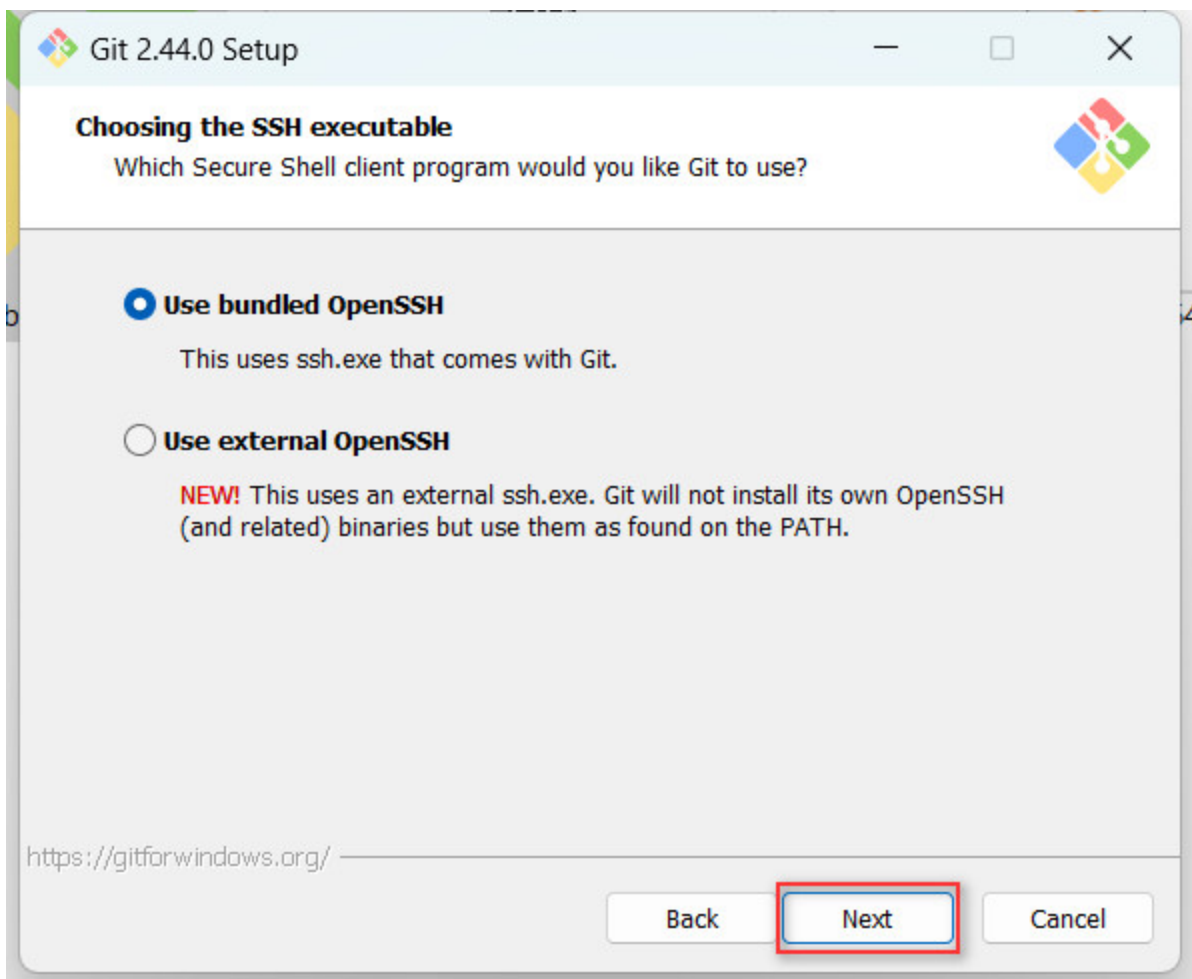 Git 2.44.0 Setup
Choosing the SSH executable
Which Secure Shell client program would you like Git to use?
Use bundled OpenSSH
This uses ssh.exe that comes with Git.
Use external OpenSSH
NEW! This uses an external ssh.exe. Git will not install its own OpenSSH
(and related) binaries but use them as found on the PATH.
https://gitforwindows.org/
Back Next Cancel